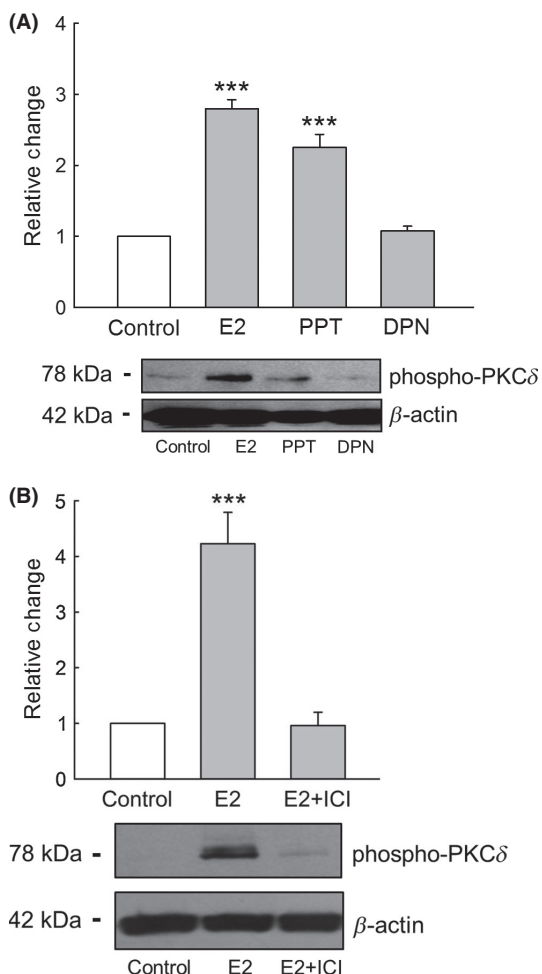 (A)
4
3
2
1
0
Relative change
*** ***
Control E2 PPT DPN
78 kDa - phospho-PKCδ
42 kDa - β-actin
Control E2 PPT DPN
(B)
5
4
3
2
1
0
Relative change
***
Control E2 E2+ICI
78 kDa - phospho-PKCδ
42 kDa - β-actin
Control E2 E2+ICI